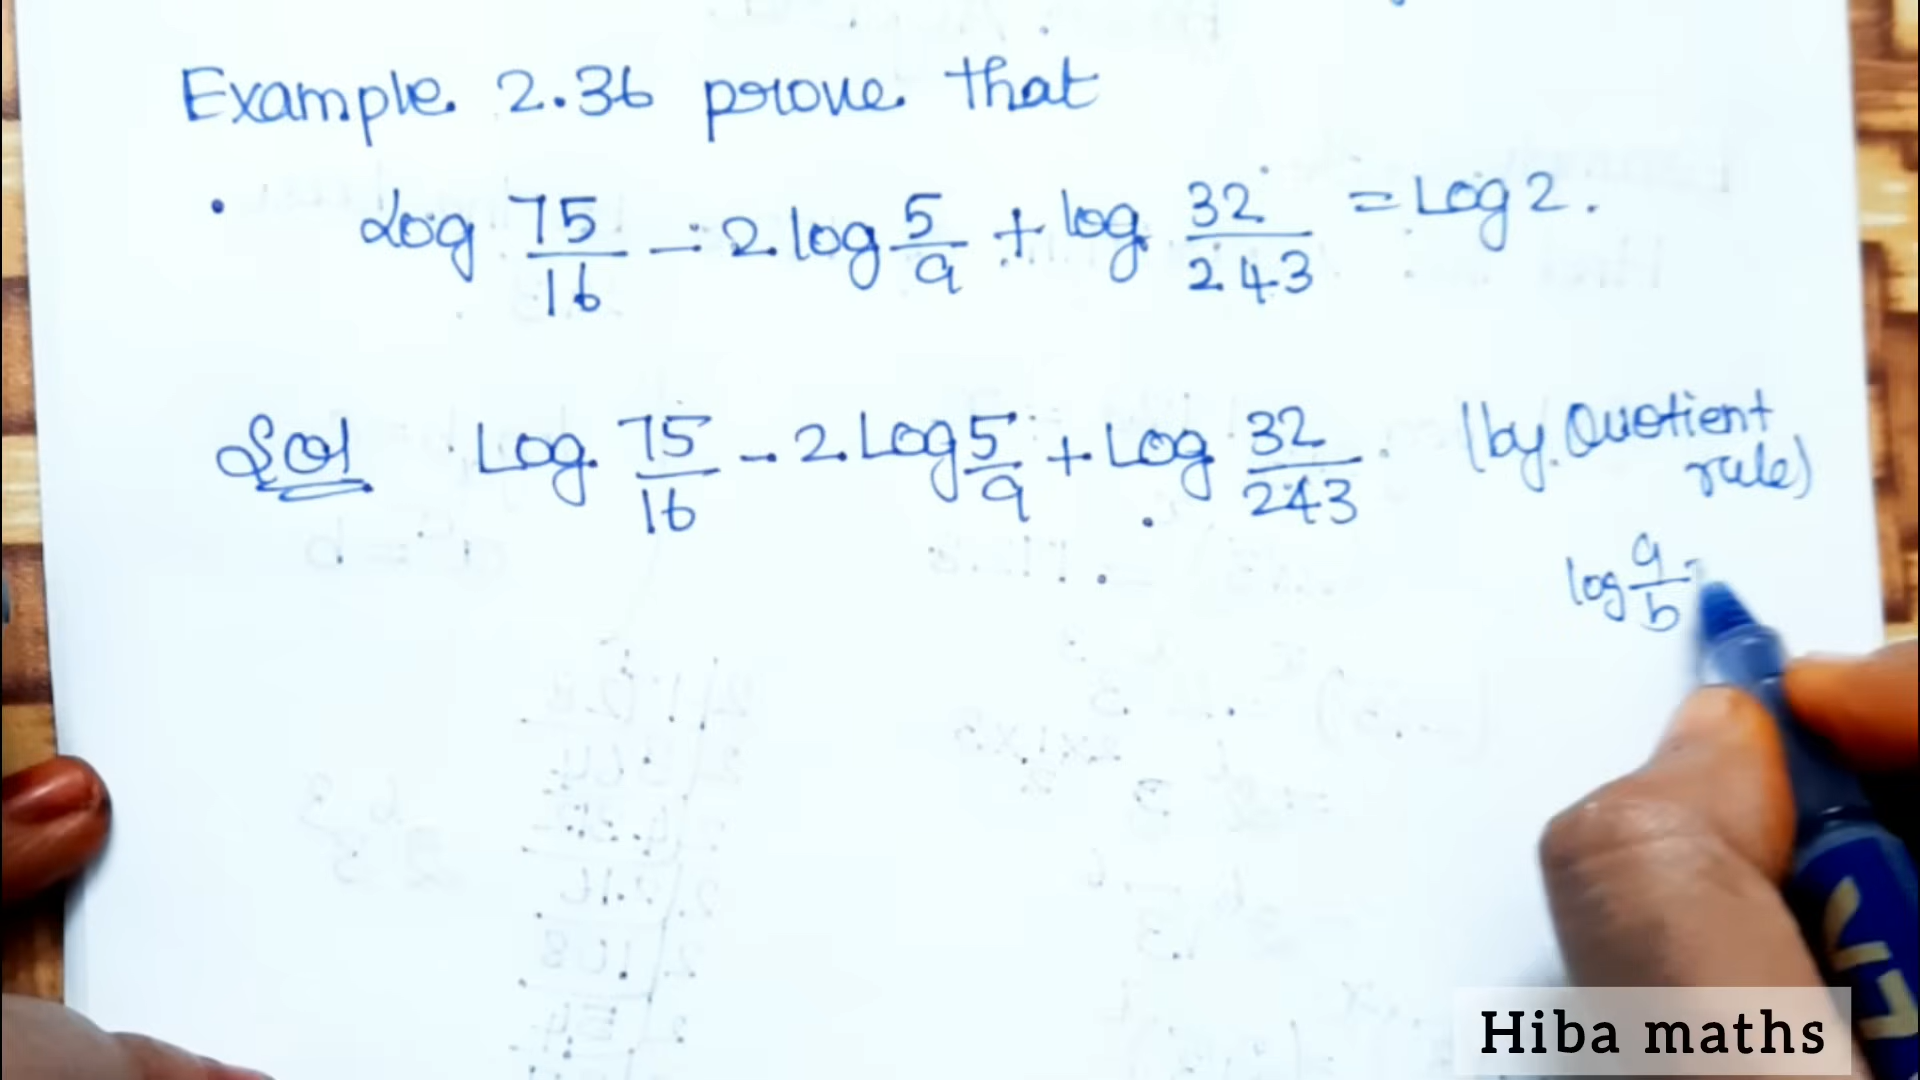 Example 2.36 prove that
Log 75/16 - 2 log 5/9 + log 32/243 = Log 2.
Sol Log 75/16 - 2 Log 5/9 + Log 32/243 (by Quotient rule)
log a/b =
Hiba maths